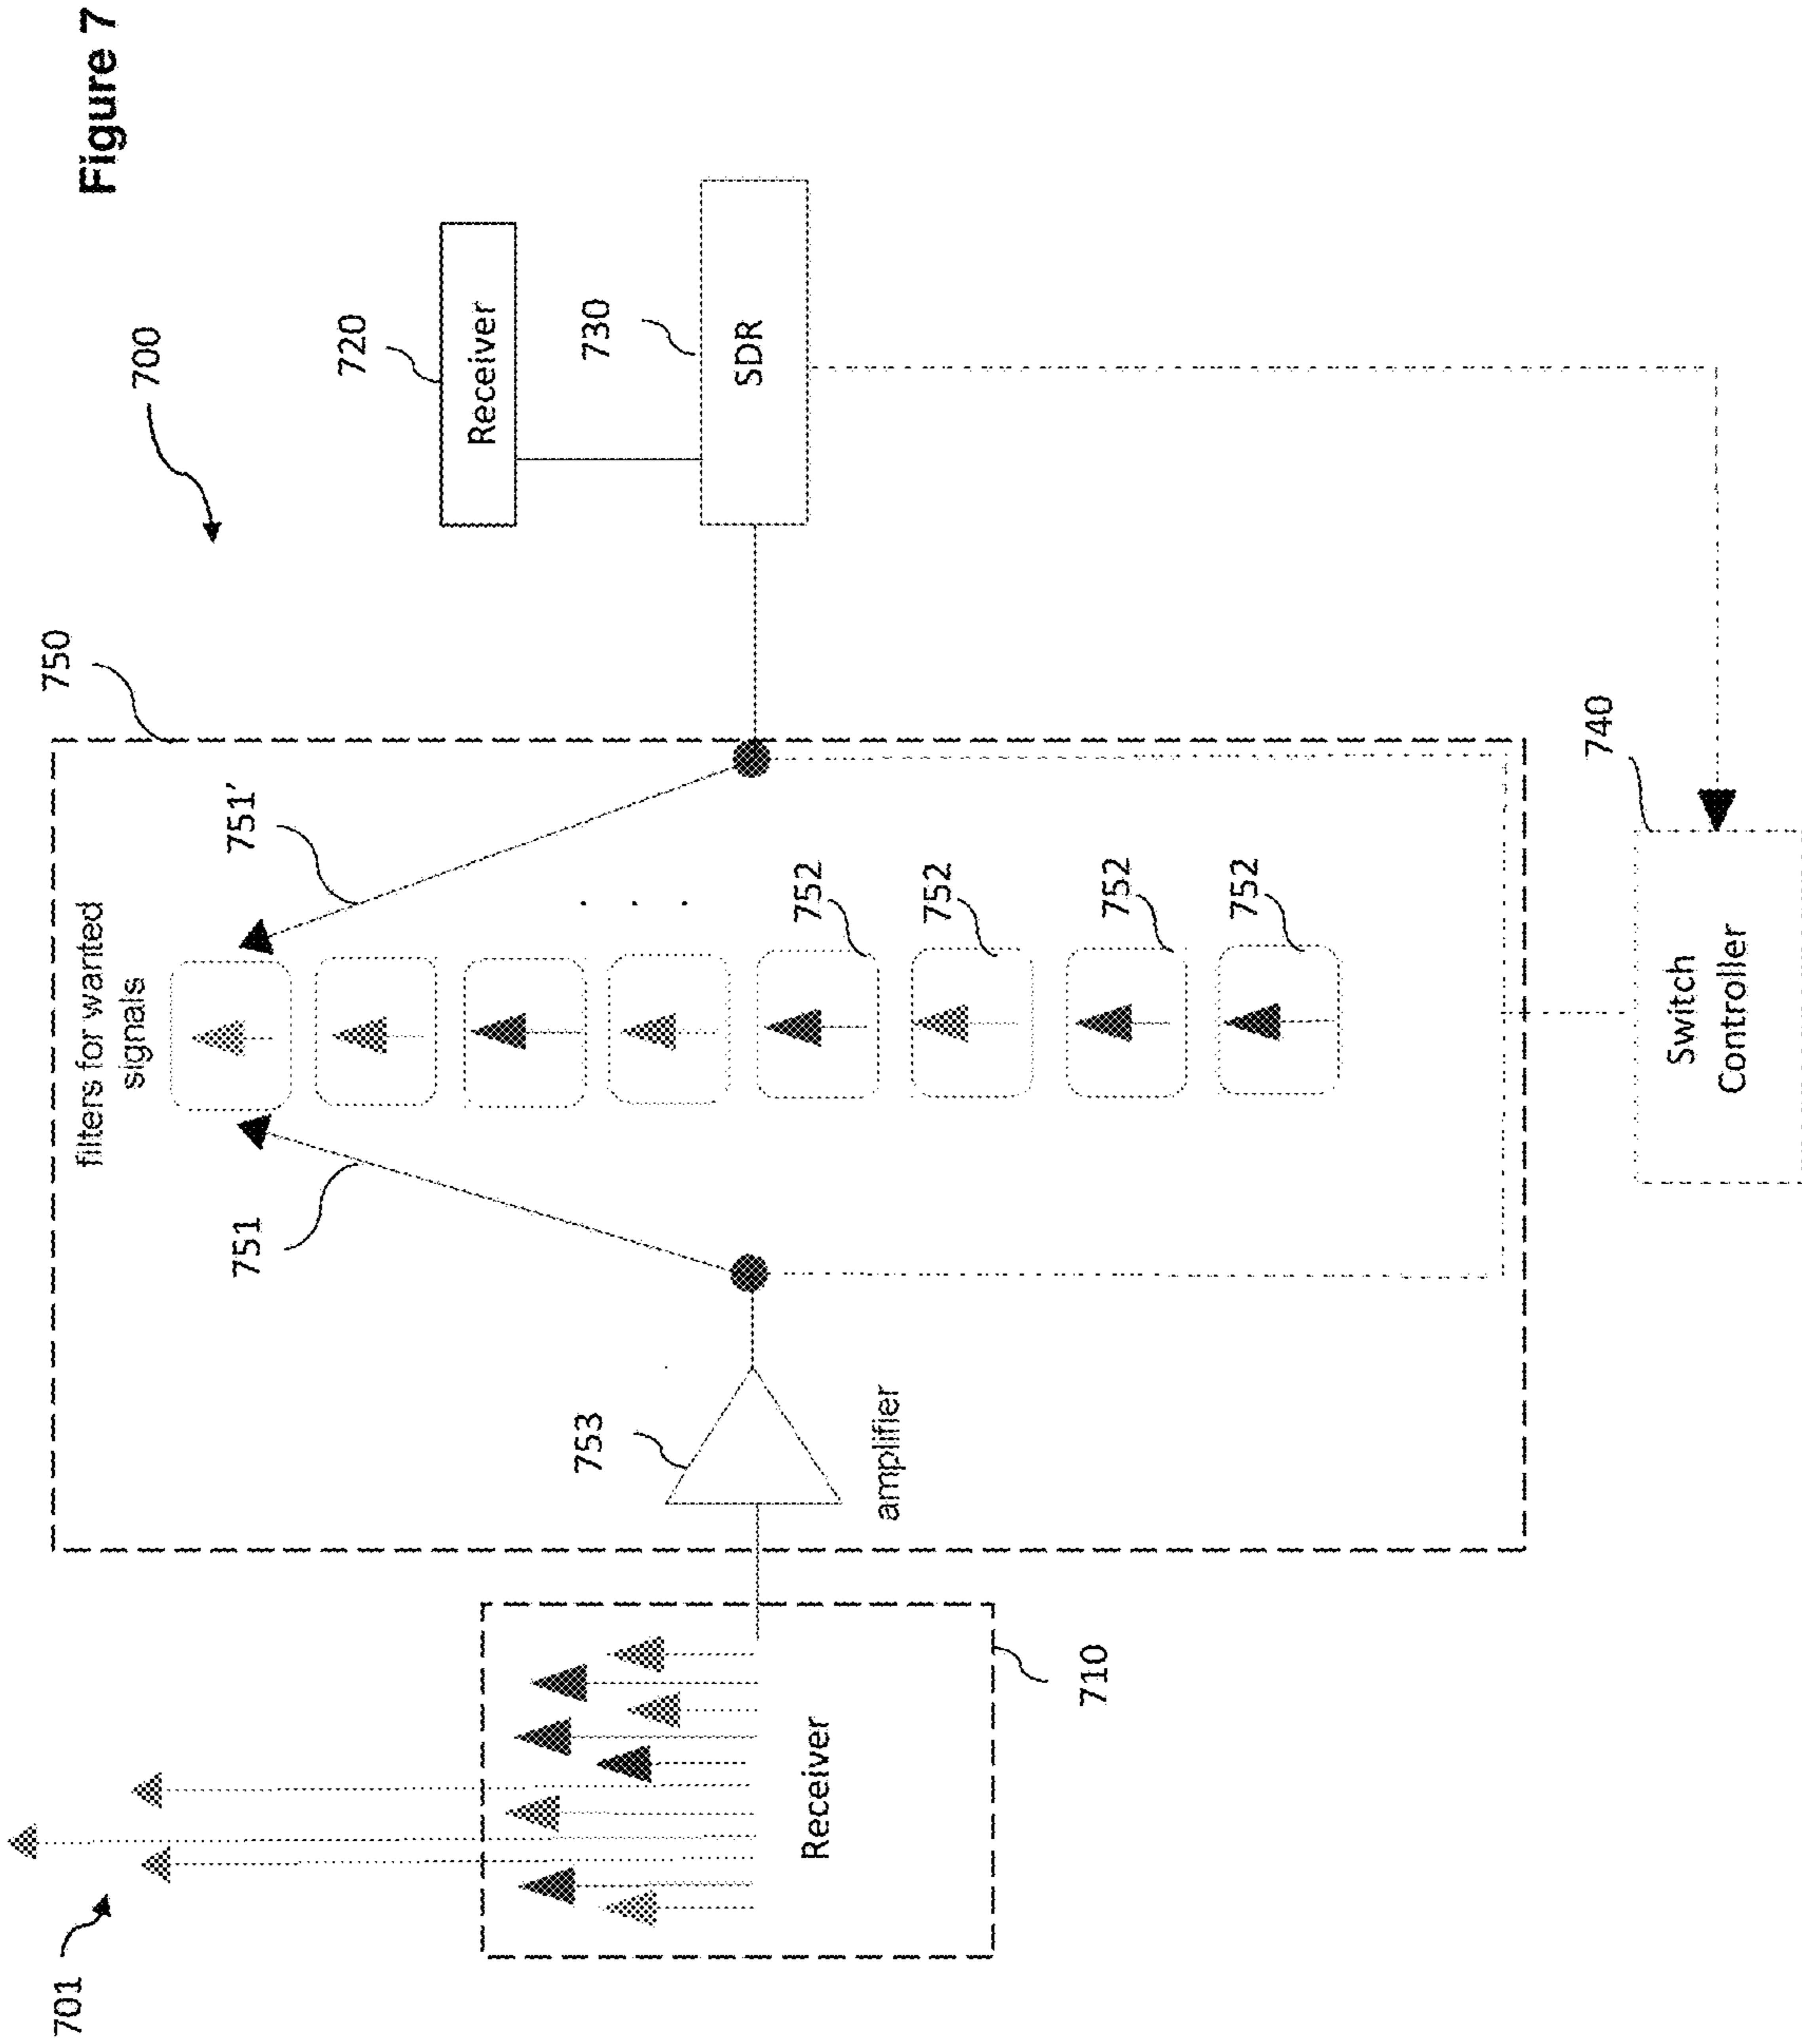 Figure 7
700
701
Receiver
710
753
amplifier
750
filters for wanted
signals
751
751'
. . .
752
752
752
752
720
Receiver
730
SDR
740
Switch
Controller